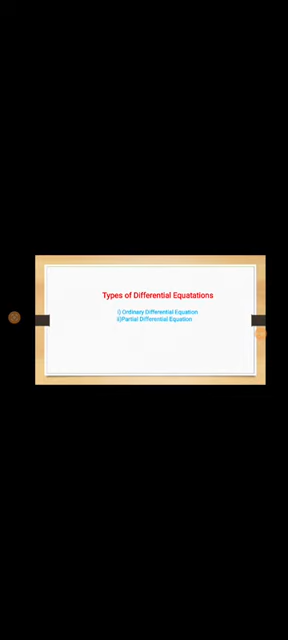 Types of Differential Equatations
i) Ordinary Differential Equation
ii)Partial Differential Equation